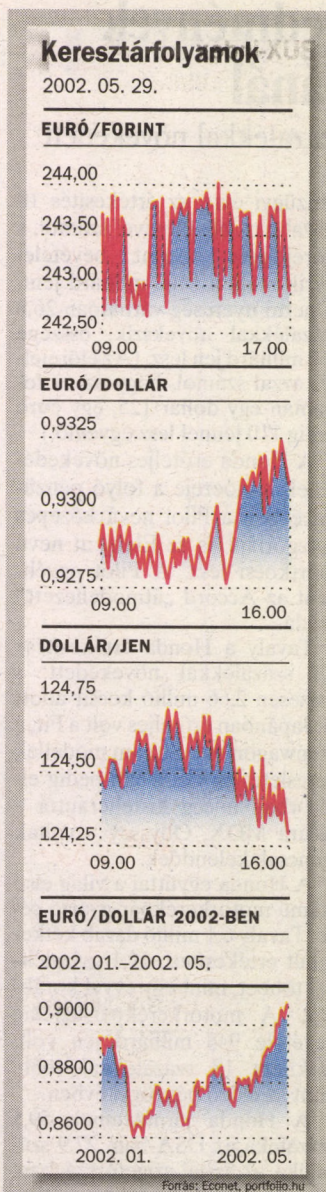 Keresztárfolyamok
2002. 05. 29.
EURÓ/FORINT
244,00
243,50
243,00
242,50
09.00 17.00
EURÓ/DOLLÁR
0,9325
0,9300
0,9275
09.00 16.00
DOLLÁR/JEN
124,75
124,50
124,25
09.00 16.00
EURÓ/DOLLÁR 2002-BEN
2002. 01.–2002. 05.
0,9000
0,8800
0,8600
2002. 01. 2002. 05.
Forrás: Econet, portfolio.hu